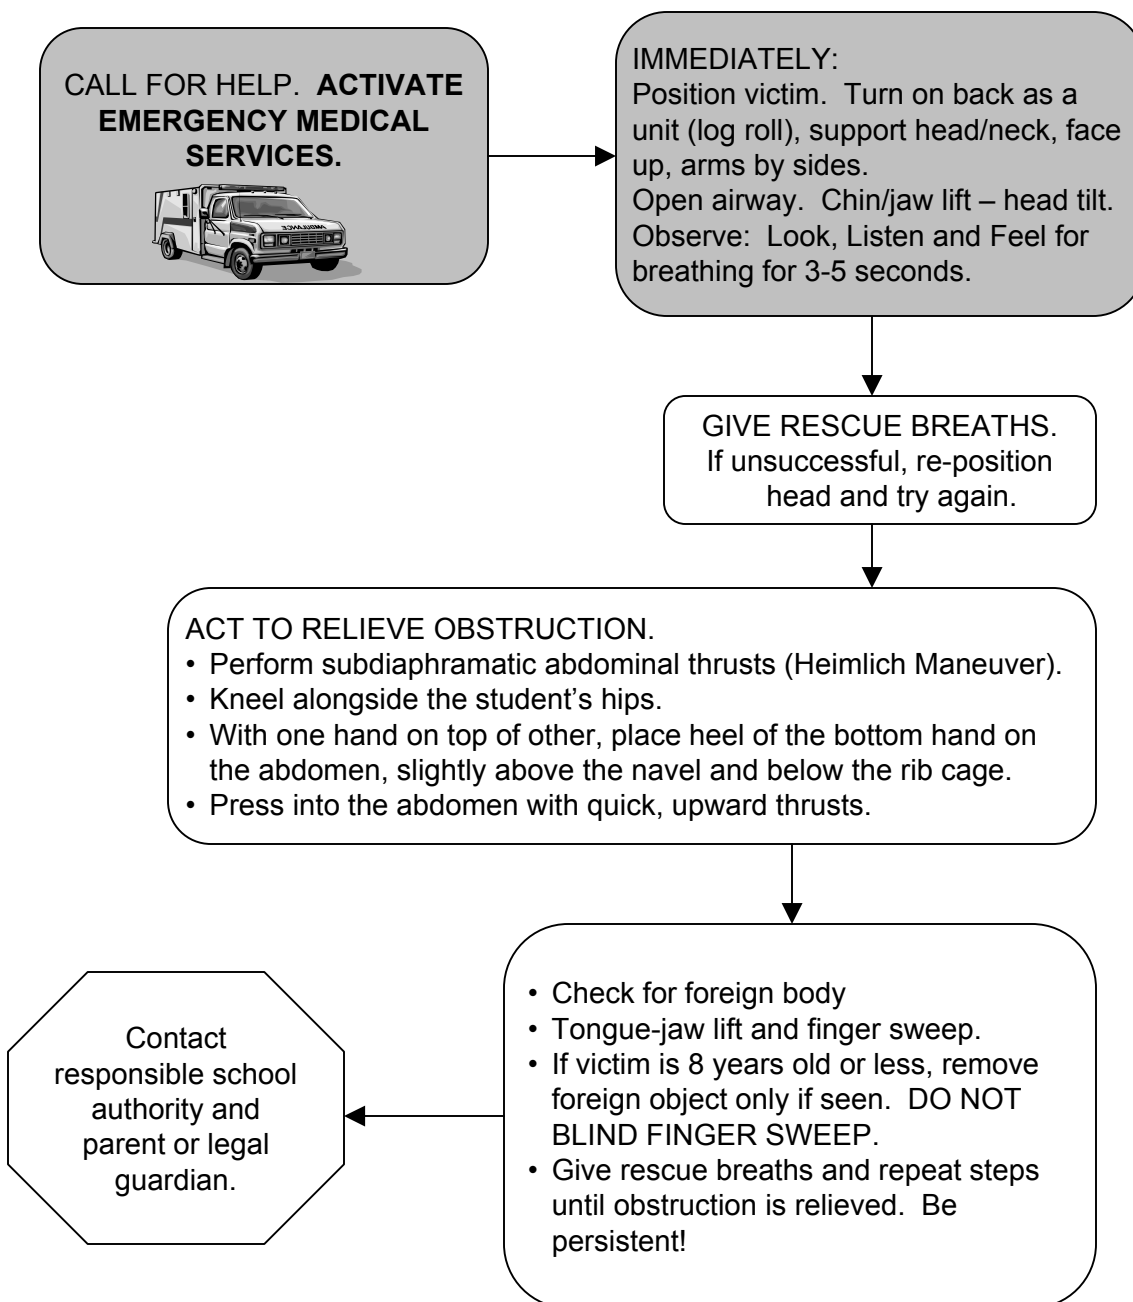 CALL FOR HELP.  ACTIVATE
EMERGENCY MEDICAL
SERVICES.
AMBULANCE
IMMEDIATELY:
Position victim.  Turn on back as a
unit (log roll), support head/neck, face
up, arms by sides.
Open airway.  Chin/jaw lift – head tilt.
Observe:  Look, Listen and Feel for
breathing for 3-5 seconds.
GIVE RESCUE BREATHS.
If unsuccessful, re-position
head and try again.
ACT TO RELIEVE OBSTRUCTION.
• Perform subdiaphramatic abdominal thrusts (Heimlich Maneuver).
• Kneel alongside the student’s hips.
• With one hand on top of other, place heel of the bottom hand on
the abdomen, slightly above the navel and below the rib cage.
• Press into the abdomen with quick, upward thrusts.
• Check for foreign body
• Tongue-jaw lift and finger sweep.
• If victim is 8 years old or less, remove
foreign object only if seen.  DO NOT
BLIND FINGER SWEEP.
• Give rescue breaths and repeat steps
until obstruction is relieved.  Be
persistent!
Contact
responsible school
authority and
parent or legal
guardian.